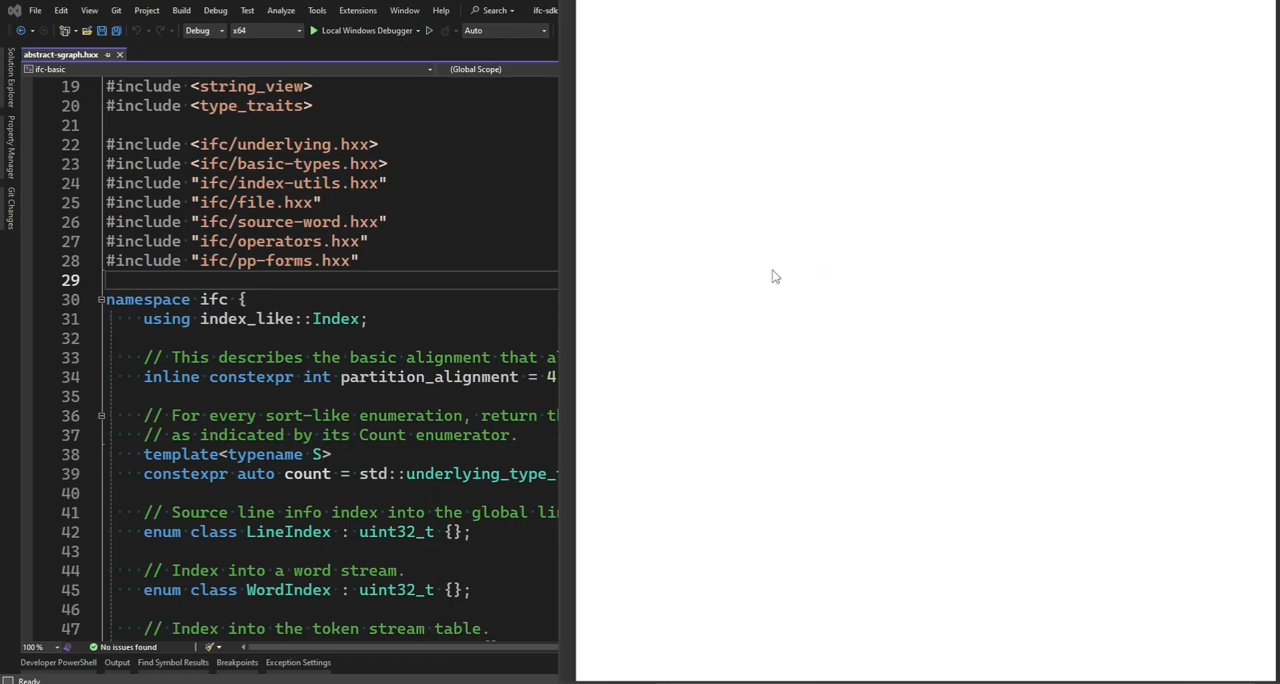 File Edit View Git Project Build Debug Test Analyze Tools Extensions Window Help Search ifc-sdk
Debug x64 Local Windows Debugger Auto
Solution Explorer
Property Manager
Git Changes
abstract-sgraph.hxx
ifc-basic (Global Scope)
19 #include <string_view>
20 #include <type_traits>
21
22 #include <ifc/underlying.hxx>
23 #include <ifc/basic-types.hxx>
24 #include "ifc/index-utils.hxx"
25 #include "ifc/file.hxx"
26 #include "ifc/source-word.hxx"
27 #include "ifc/operators.hxx"
28 #include "ifc/pp-forms.hxx"
29
30 namespace ifc {
31 using index_like::Index;
32
33 // This describes the basic alignment that a
34 inline constexpr int partition_alignment = 4
35
36 // For every sort-like enumeration, return th
37 // as indicated by its Count enumerator.
38 template<typename S>
39 constexpr auto count = std::underlying_type_
40
41 // Source line info index into the global li
42 enum class LineIndex : uint32_t {};
43
44 // Index into a word stream.
45 enum class WordIndex : uint32_t {};
46
47 // Index into the token stream table.
100 % No issues found
Developer PowerShell Output Find Symbol Results Breakpoints Exception Settings
Ready